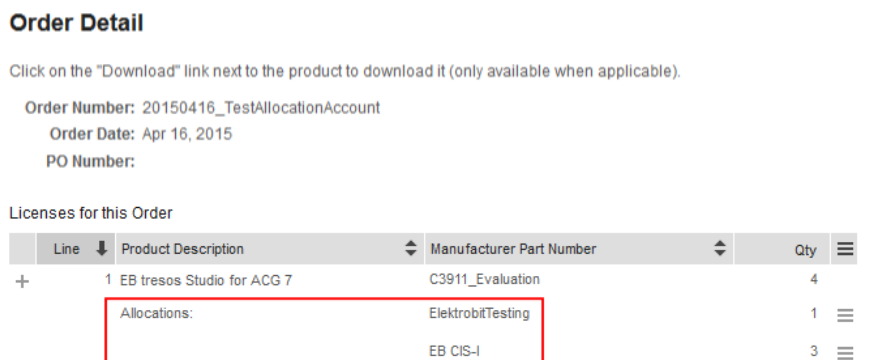 Order Detail
Click on the "Download" link next to the product to download it (only available when applicable).
Order Number: 20150416_TestAllocationAccount
Order Date: Apr 16, 2015
PO Number:
Licenses for this Order
Line Product Description Manufacturer Part Number Qty
1 EB tresos Studio for ACG 7 C3911_Evaluation 4
Allocations: ElektrobitTesting 1
EB CIS-I 3